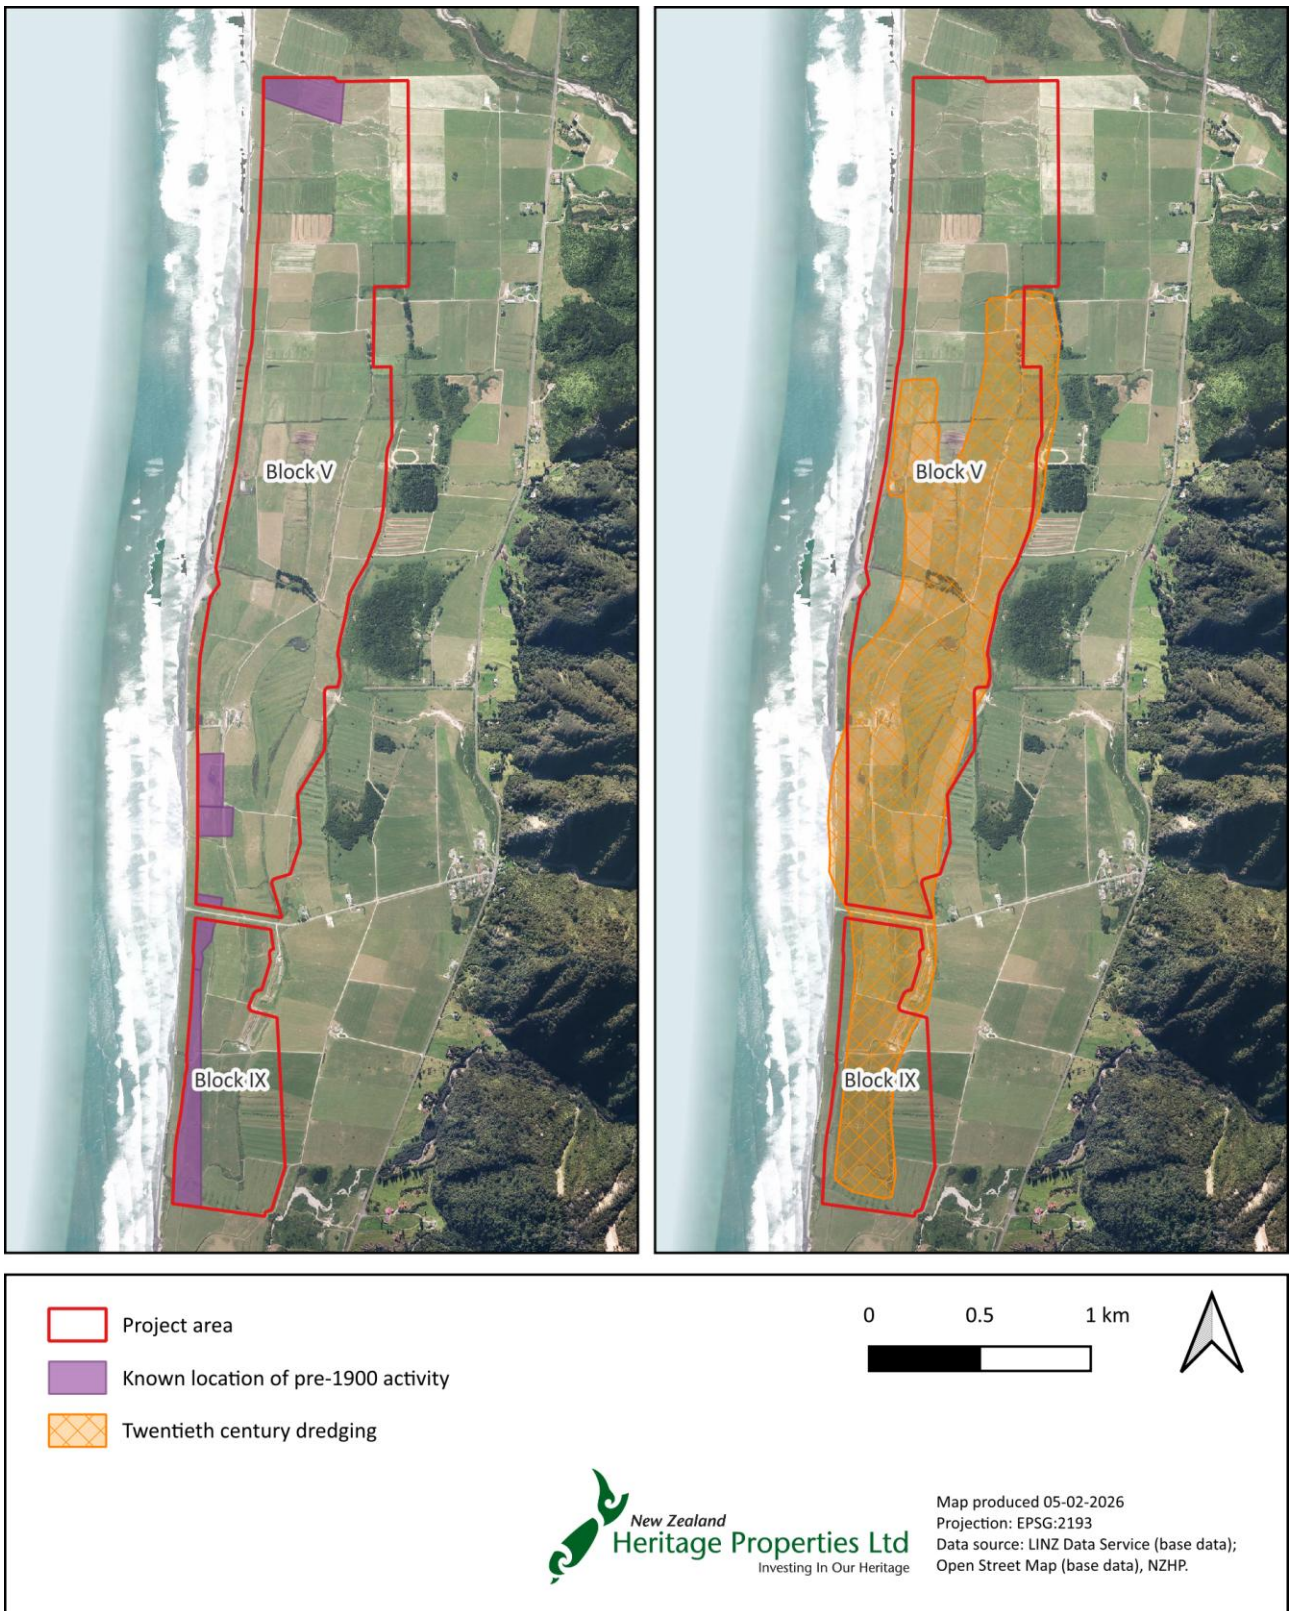 Block V
Block IX
Block V
Block IX
Project area
Known location of pre-1900 activity
Twentieth century dredging
0 0.5 1 km
New Zealand
Heritage Properties Ltd
Investing In Our Heritage
Map produced 05-02-2026
Projection: EPSG:2193
Data source: LINZ Data Service (base data);
Open Street Map (base data), NZHP.